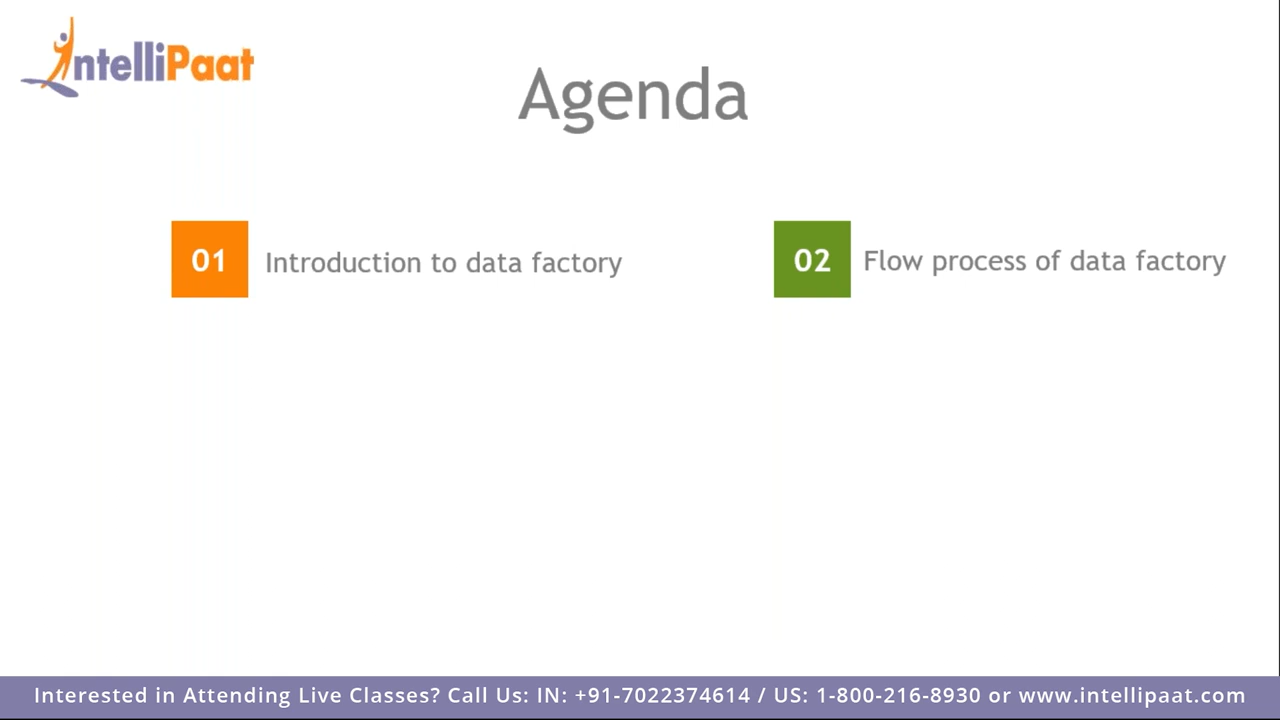 IntelliPaat
Agenda
01 Introduction to data factory
02 Flow process of data factory
Interested in Attending Live Classes? Call Us: IN: +91-7022374614 / US: 1-800-216-8930 or www.intellipaat.com